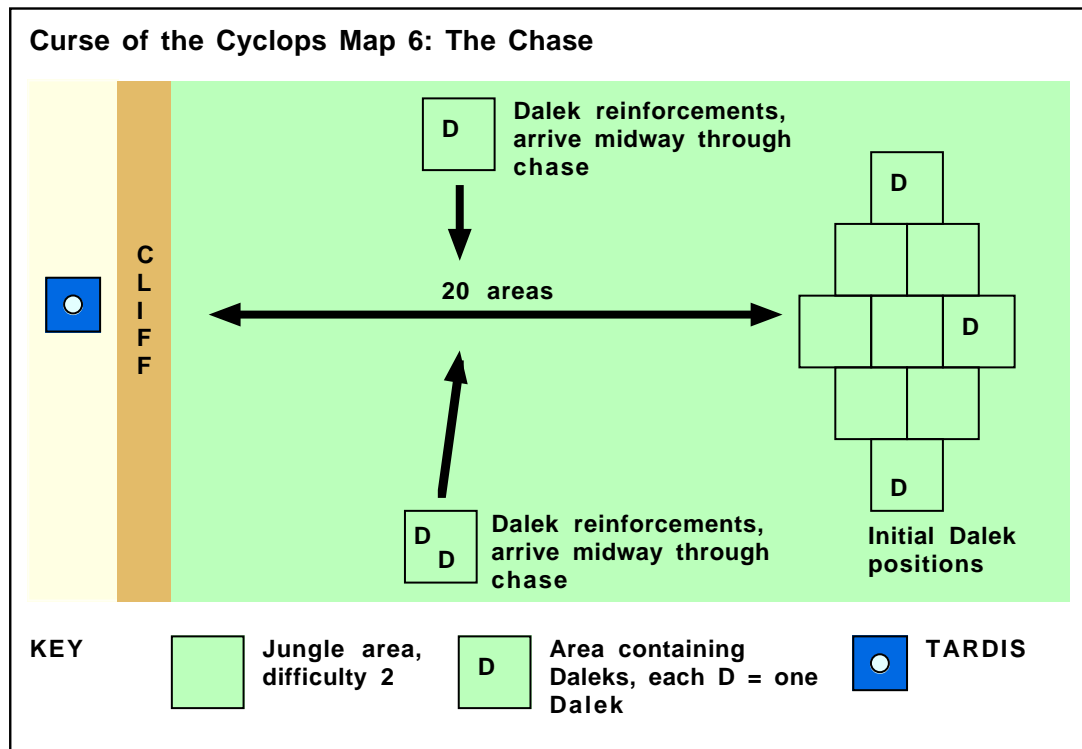 Curse of the Cyclops Map 6: The Chase
D
Dalek reinforcements,
arrive midway through
chase
D
C
L
I
F
F
20 areas
D
D
D
D
Dalek reinforcements,
arrive midway through
chase
Initial Dalek
positions
KEY
Jungle area,
difficulty 2
D
Area containing
Daleks, each D = one
Dalek
TARDIS